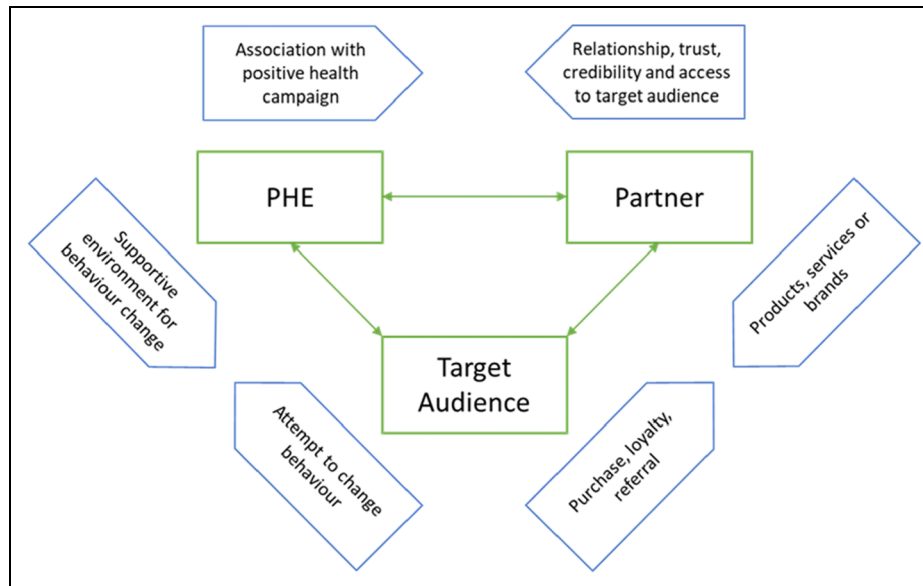 Association with
positive health
campaign
Relationship, trust,
credibility and access
to target audience
PHE
Partner
Supportive
environment for
behaviour change
Products, services or
brands
Target
Audience
Attempt to change
behaviour
Purchase, loyalty,
referral